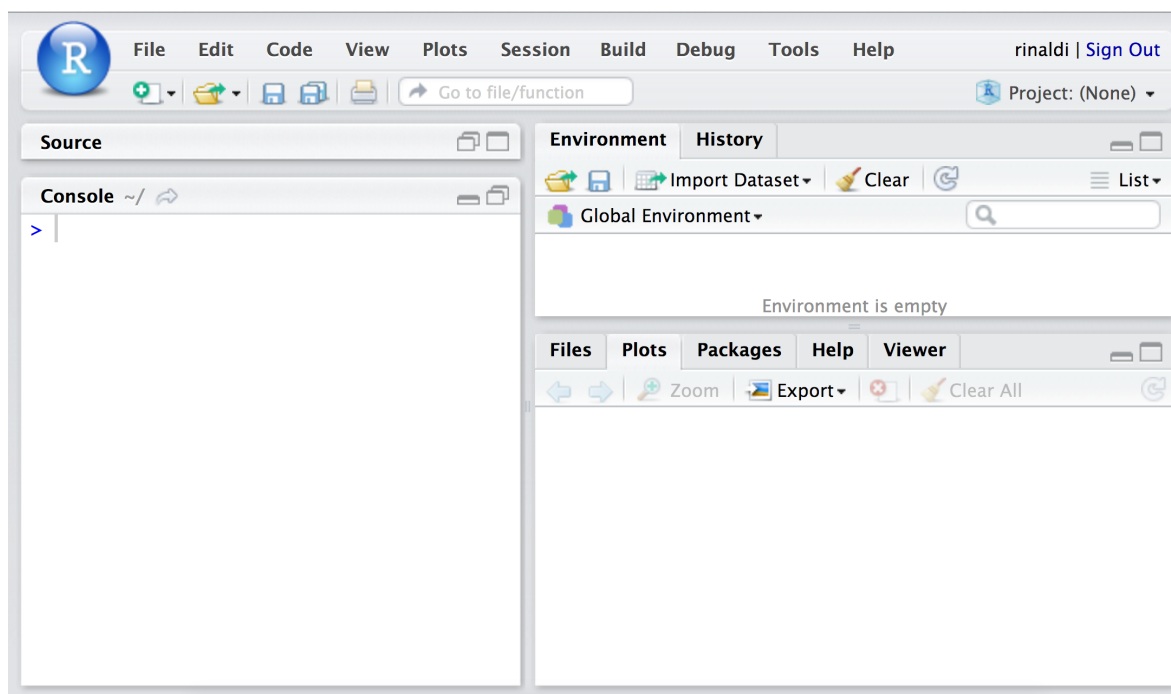 R File Edit Code View Plots Session Build Debug Tools Help rinaldi | Sign Out
Go to file/function R Project: (None)
Source
Console ~/
>
Environment History
Import Dataset Clear List
Global Environment
Environment is empty
Files Plots Packages Help Viewer
Zoom Export Clear All